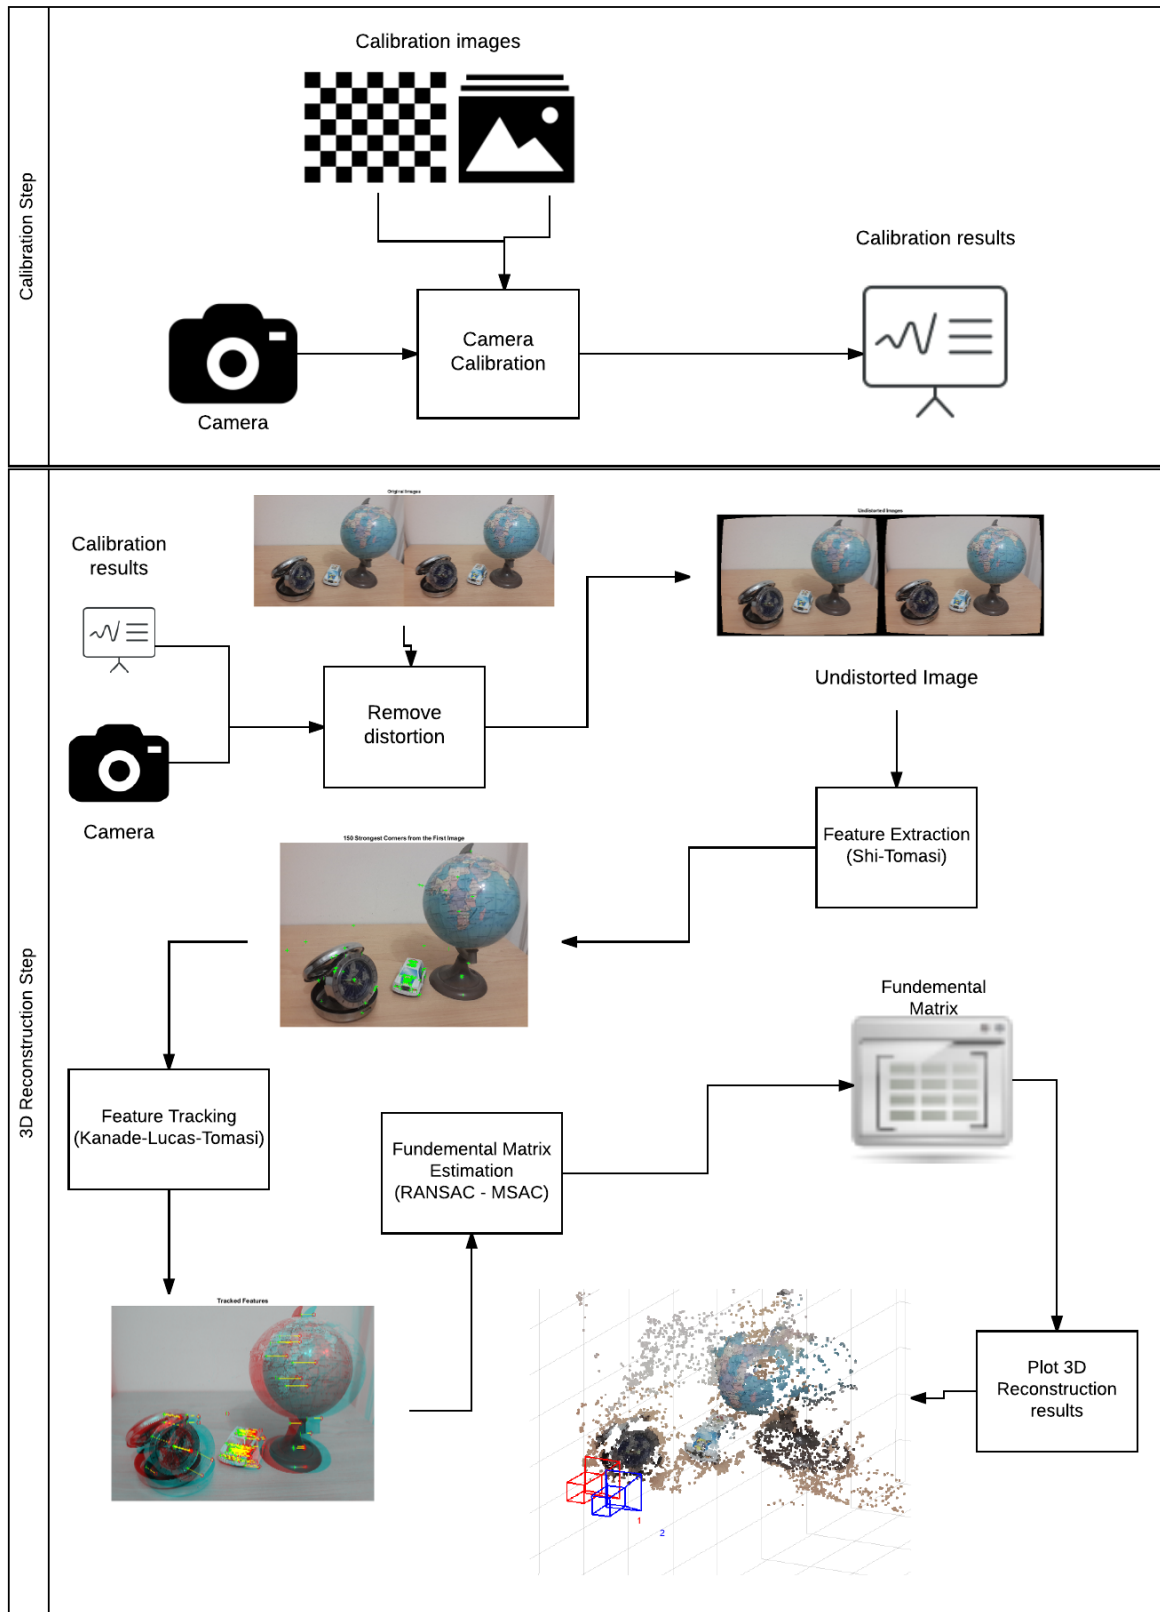 Calibration Step
Calibration images
Camera
Calibration
Calibration results
Camera
3D Reconstruction Step
Original Images
Undistorted Images
Calibration
results
Remove
distortion
Undistorted Image
Camera
Feature Extraction
(Shi-Tomasi)
150 Strongest Corners from the First Image
Fundemental
Matrix
Feature Tracking
(Kanade-Lucas-Tomasi)
Fundemental Matrix
Estimation
(RANSAC - MSAC)
Tracked Features
Plot 3D
Reconstruction
results
1
2